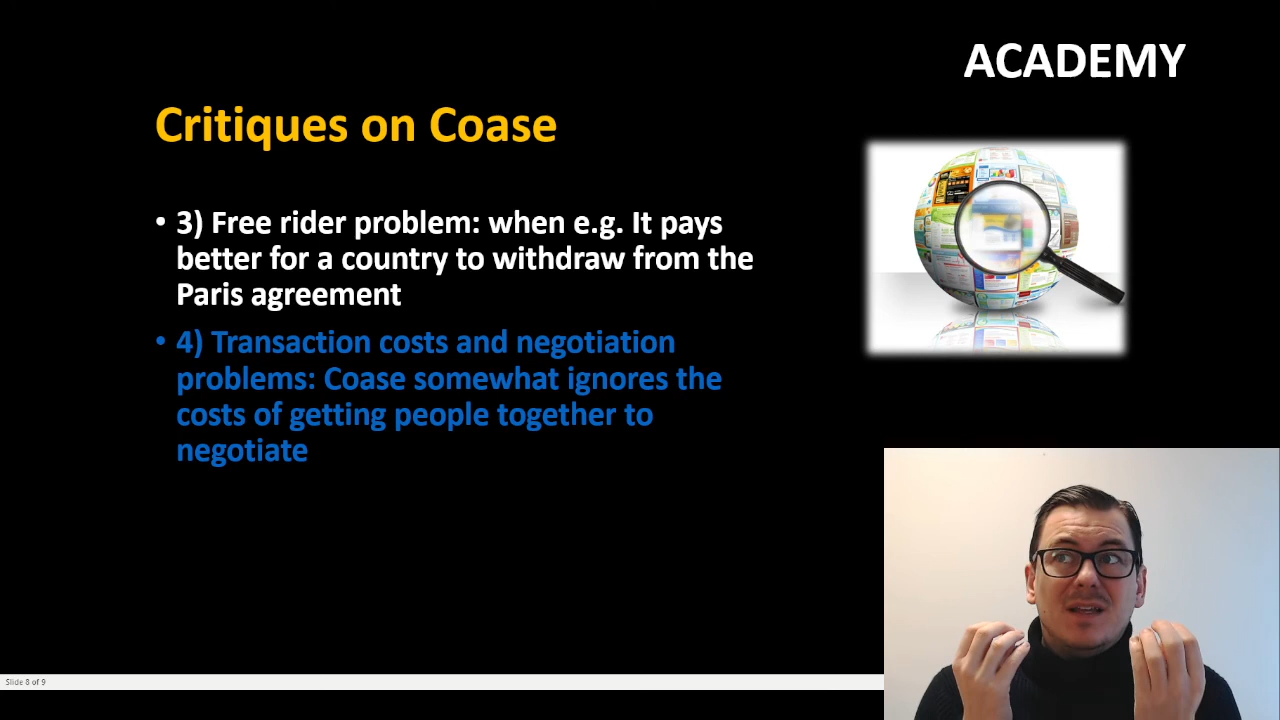 ACADEMY
Critiques on Coase
• 3) Free rider problem: when e.g. It pays
better for a country to withdraw from the
Paris agreement
• 4) Transaction costs and negotiation
problems: Coase somewhat ignores the
costs of getting people together to
negotiate
Slide 8 of 9